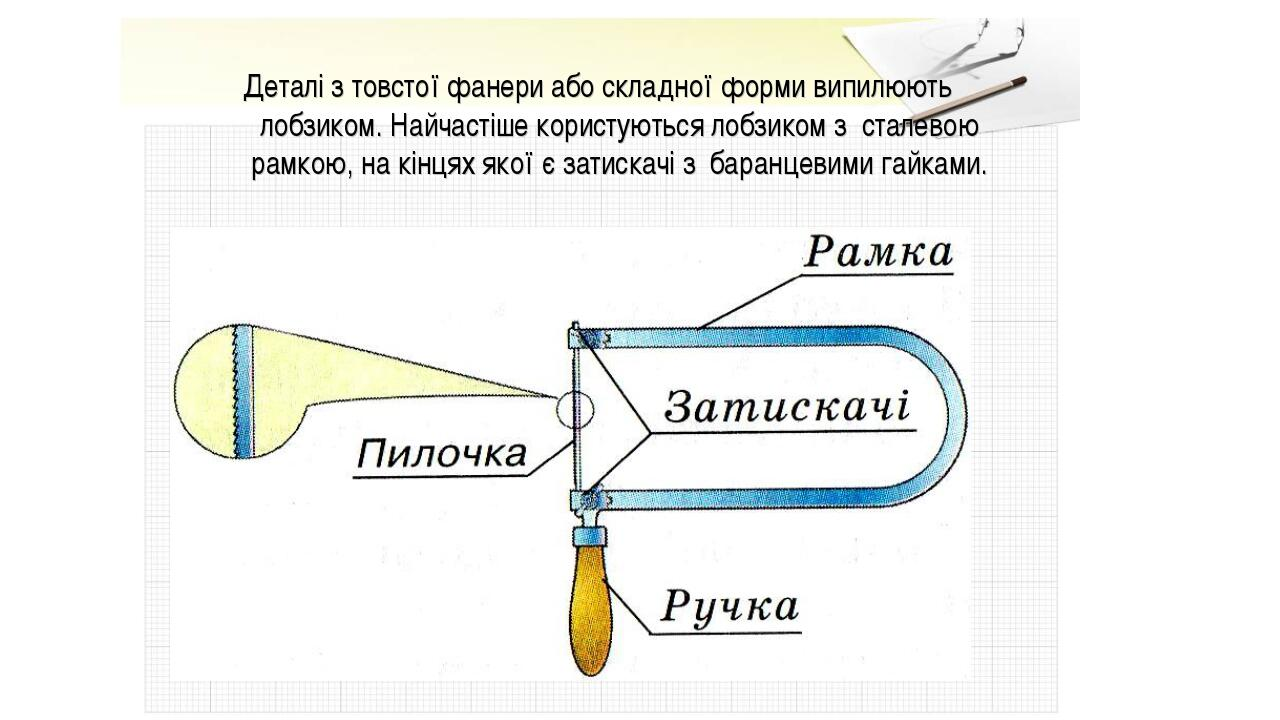 Деталі з товстої фанери або складної форми випилюють
лобзиком. Найчастіше користуються лобзиком з сталевою
рамкою, на кінцях якої є затискачі з баранцевими гайками.
Рамка
Затискачі
Пилочка
Ручка